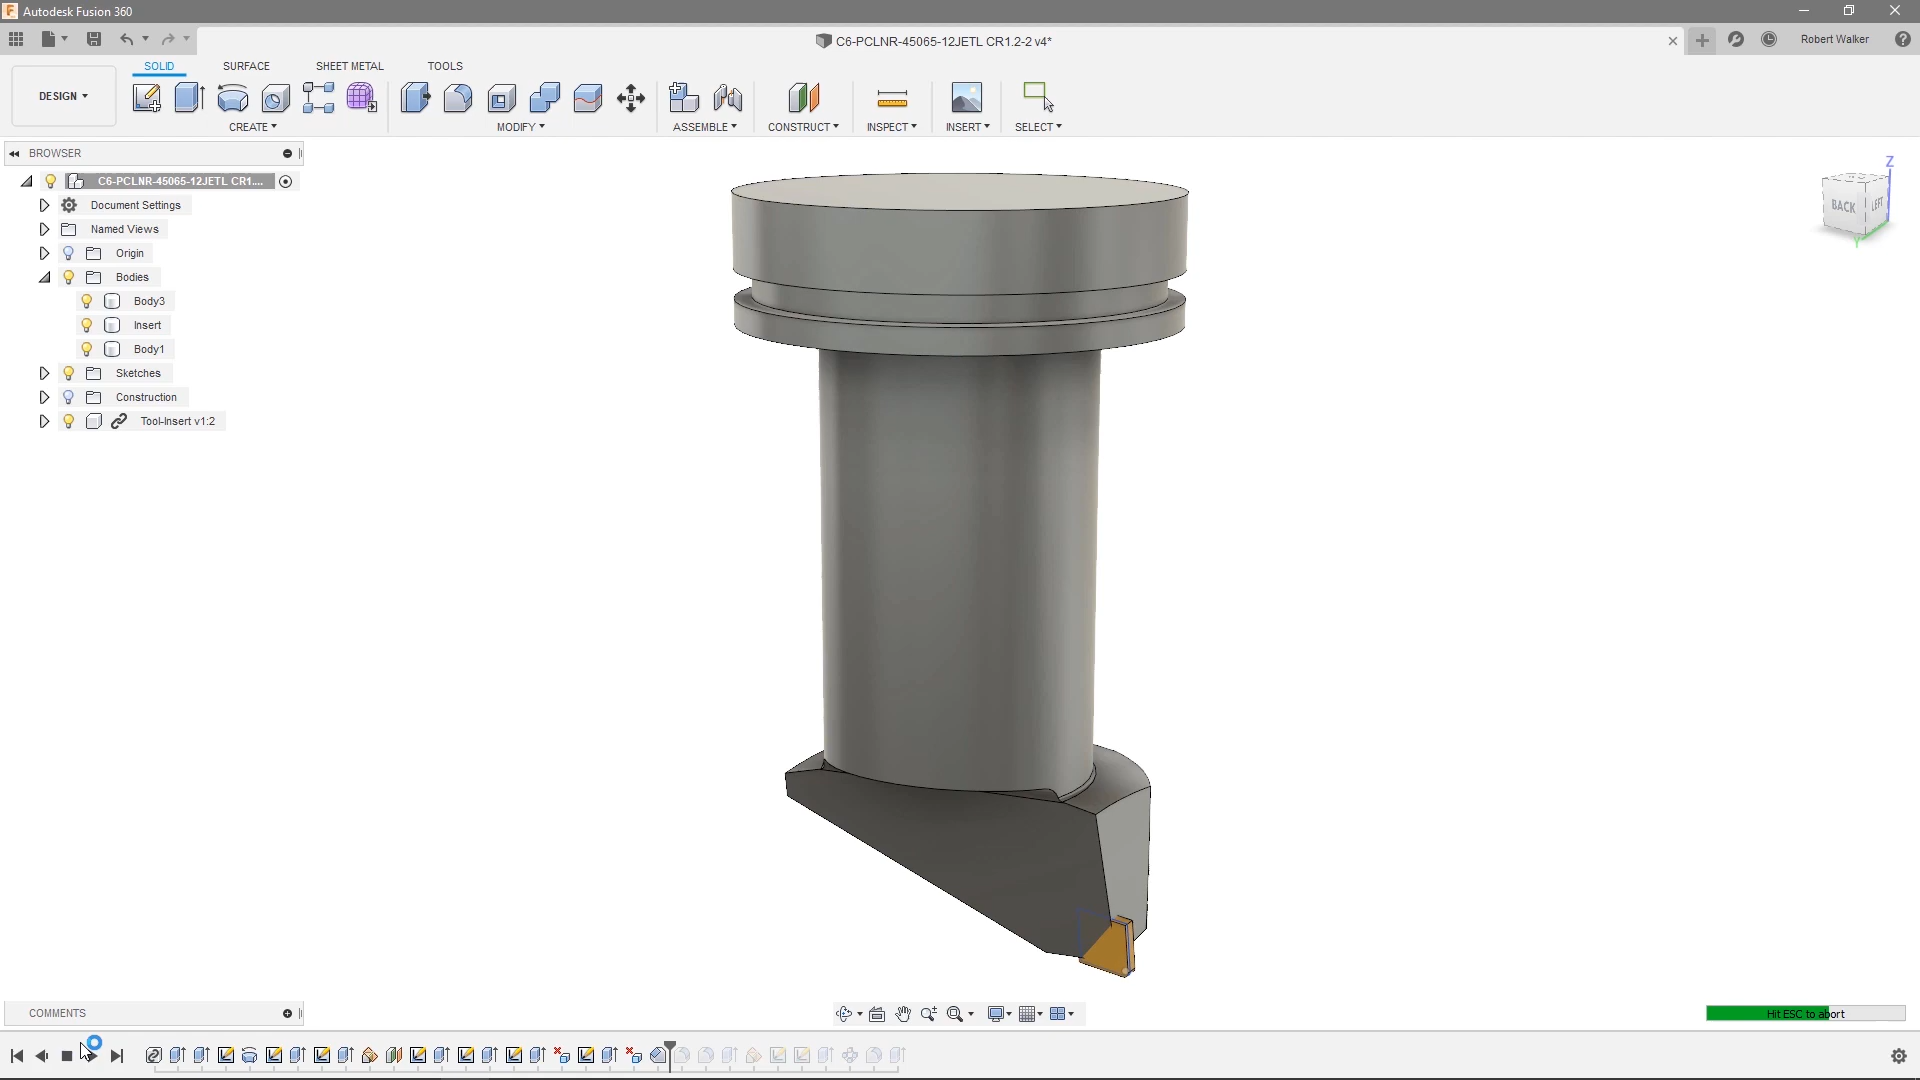 Autodesk Fusion 360
C6-PCLNR-45065-12JETL CR1.2-2 v4*
Robert Walker
SOLID SURFACE SHEET METAL TOOLS
DESIGN
CREATE MODIFY ASSEMBLE CONSTRUCT INSPECT INSERT SELECT
BROWSER
C6-PCLNR-45065-12JETL CR1....
Document Settings
Named Views
Origin
Bodies
Body3
Insert
Body1
Sketches
Construction
Tool-Insert v1:2
Z
BACK
LEFT
Y
COMMENTS
Hit ESC to abort